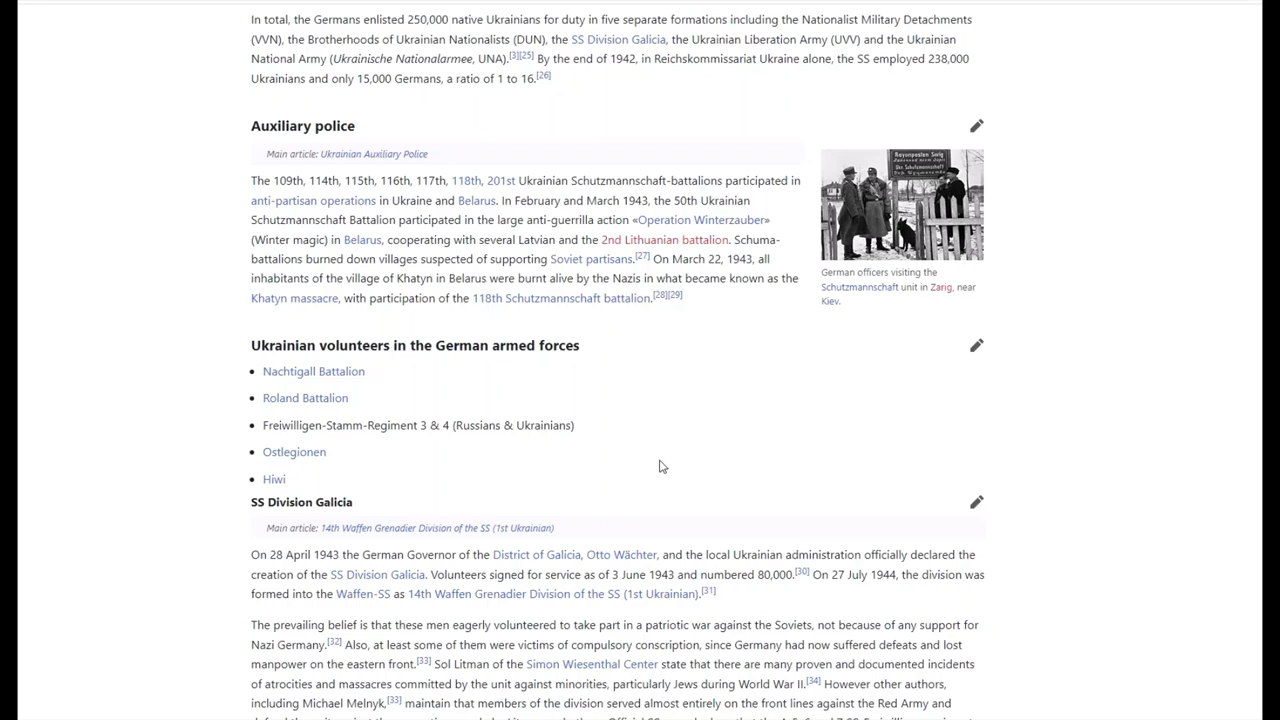 In total, the Germans enlisted 250,000 native Ukrainians for duty in five separate formations including the Nationalist Military Detachments
(VVN), the Brotherhoods of Ukrainian Nationalists (DUN), the SS Division Galicia, the Ukrainian Liberation Army (UVV) and the Ukrainian
National Army (Ukrainische Nationalarmee, UNA).[3][25] By the end of 1942, in Reichskommissariat Ukraine alone, the SS employed 238,000
Ukrainians and only 15,000 Germans, a ratio of 1 to 16.[26]
Auxiliary police
Main article: Ukrainian Auxiliary Police
The 109th, 114th, 115th, 116th, 117th, 118th, 201st Ukrainian Schutzmannschaft-battalions participated in
anti-partisan operations in Ukraine and Belarus. In February and March 1943, the 50th Ukrainian
Schutzmannschaft Battalion participated in the large anti-guerrilla action «Operation Winterzauber»
(Winter magic) in Belarus, cooperating with several Latvian and the 2nd Lithuanian battalion. Schuma-
battalions burned down villages suspected of supporting Soviet partisans.[27] On March 22, 1943, all
inhabitants of the village of Khatyn in Belarus were burnt alive by the Nazis in what became known as the
Khatyn massacre, with participation of the 118th Schutzmannschaft battalion.[28][29]
Rayonposten Sarig
Die Schutzmannschaft
German officers visiting the
Schutzmannschaft unit in Zarig, near
Kiev.
Ukrainian volunteers in the German armed forces
Nachtigall Battalion
Roland Battalion
Freiwilligen-Stamm-Regiment 3 & 4 (Russians & Ukrainians)
Ostlegionen
Hiwi
SS Division Galicia
Main article: 14th Waffen Grenadier Division of the SS (1st Ukrainian)
On 28 April 1943 the German Governor of the District of Galicia, Otto Wächter, and the local Ukrainian administration officially declared the
creation of the SS Division Galicia. Volunteers signed for service as of 3 June 1943 and numbered 80,000.[30] On 27 July 1944, the division was
formed into the Waffen-SS as 14th Waffen Grenadier Division of the SS (1st Ukrainian).[31]
The prevailing belief is that these men eagerly volunteered to take part in a patriotic war against the Soviets, not because of any support for
Nazi Germany.[32] Also, at least some of them were victims of compulsory conscription, since Germany had now suffered defeats and lost
manpower on the eastern front.[33] Sol Litman of the Simon Wiesenthal Center state that there are many proven and documented incidents
of atrocities and massacres committed by the unit against minorities, particularly Jews during World War II.[34] However other authors,
including Michael Melnyk,[33] maintain that members of the division served almost entirely on the front lines against the Red Army and